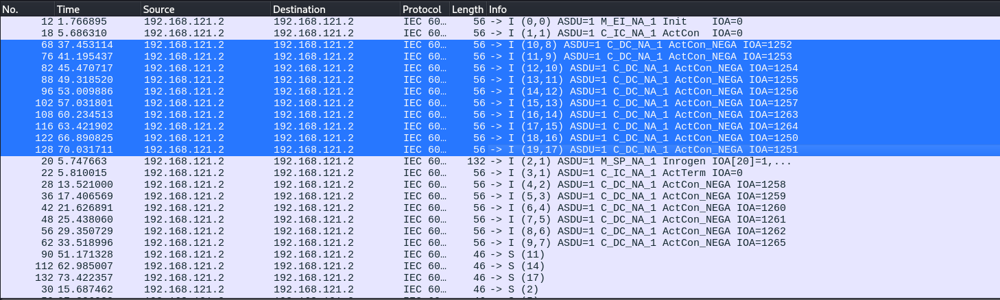 No. Time Source Destination Protocol Length Info
12 1.766895 192.168.121.2 192.168.121.2 IEC 60… 56 -> I (0,0) ASDU=1 M_EI_NA_1 Init IOA=0
18 5.686310 192.168.121.2 192.168.121.2 IEC 60… 56 -> I (1,1) ASDU=1 C_IC_NA_1 ActCon IOA=0
68 37.453114 192.168.121.2 192.168.121.2 IEC 60… 56 -> I (10,8) ASDU=1 C_DC_NA_1 ActCon_NEGA IOA=1252
76 41.195437 192.168.121.2 192.168.121.2 IEC 60… 56 -> I (11,9) ASDU=1 C_DC_NA_1 ActCon_NEGA IOA=1253
82 45.470717 192.168.121.2 192.168.121.2 IEC 60… 56 -> I (12,10) ASDU=1 C_DC_NA_1 ActCon_NEGA IOA=1254
88 49.318520 192.168.121.2 192.168.121.2 IEC 60… 56 -> I (13,11) ASDU=1 C_DC_NA_1 ActCon_NEGA IOA=1255
96 53.009886 192.168.121.2 192.168.121.2 IEC 60… 56 -> I (14,12) ASDU=1 C_DC_NA_1 ActCon_NEGA IOA=1256
102 57.031801 192.168.121.2 192.168.121.2 IEC 60… 56 -> I (15,13) ASDU=1 C_DC_NA_1 ActCon_NEGA IOA=1257
108 60.234513 192.168.121.2 192.168.121.2 IEC 60… 56 -> I (16,14) ASDU=1 C_DC_NA_1 ActCon_NEGA IOA=1263
116 63.421902 192.168.121.2 192.168.121.2 IEC 60… 56 -> I (17,15) ASDU=1 C_DC_NA_1 ActCon_NEGA IOA=1264
122 66.890825 192.168.121.2 192.168.121.2 IEC 60… 56 -> I (18,16) ASDU=1 C_DC_NA_1 ActCon_NEGA IOA=1250
128 70.031711 192.168.121.2 192.168.121.2 IEC 60… 56 -> I (19,17) ASDU=1 C_DC_NA_1 ActCon_NEGA IOA=1251
20 5.747663 192.168.121.2 192.168.121.2 IEC 60… 132 -> I (2,1) ASDU=1 M_SP_NA_1 Inrogen IOA[20]=1,...
22 5.810015 192.168.121.2 192.168.121.2 IEC 60… 56 -> I (3,1) ASDU=1 C_IC_NA_1 ActTerm IOA=0
28 13.521000 192.168.121.2 192.168.121.2 IEC 60… 56 -> I (4,2) ASDU=1 C_DC_NA_1 ActCon_NEGA IOA=1258
36 17.406569 192.168.121.2 192.168.121.2 IEC 60… 56 -> I (5,3) ASDU=1 C_DC_NA_1 ActCon_NEGA IOA=1259
42 21.626891 192.168.121.2 192.168.121.2 IEC 60… 56 -> I (6,4) ASDU=1 C_DC_NA_1 ActCon_NEGA IOA=1260
48 25.438060 192.168.121.2 192.168.121.2 IEC 60… 56 -> I (7,5) ASDU=1 C_DC_NA_1 ActCon_NEGA IOA=1261
56 29.350729 192.168.121.2 192.168.121.2 IEC 60… 56 -> I (8,6) ASDU=1 C_DC_NA_1 ActCon_NEGA IOA=1262
62 33.518996 192.168.121.2 192.168.121.2 IEC 60… 56 -> I (9,7) ASDU=1 C_DC_NA_1 ActCon_NEGA IOA=1265
90 51.171328 192.168.121.2 192.168.121.2 IEC 60… 46 -> S (11)
112 62.985007 192.168.121.2 192.168.121.2 IEC 60… 46 -> S (14)
132 73.422357 192.168.121.2 192.168.121.2 IEC 60… 46 -> S (17)
30 15.687462 192.168.121.2 192.168.121.2 IEC 60… 46 -> S (2)